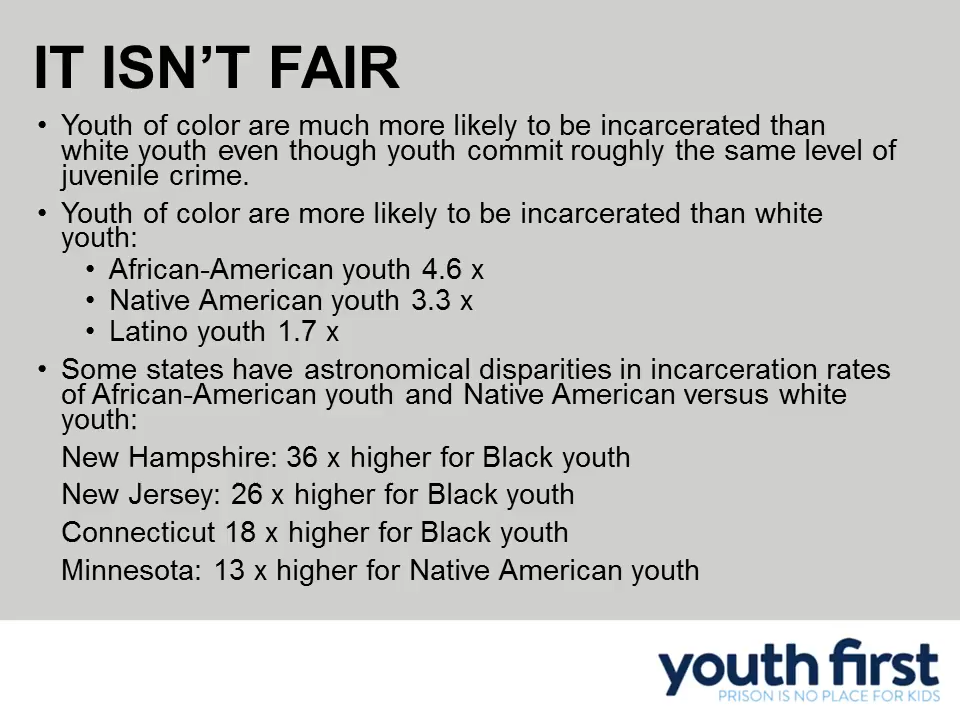 IT ISN’T FAIR
• Youth of color are much more likely to be incarcerated than
white youth even though youth commit roughly the same level of
juvenile crime.
• Youth of color are more likely to be incarcerated than white
youth:
• African-American youth 4.6 x
• Native American youth 3.3 x
• Latino youth 1.7 x
• Some states have astronomical disparities in incarceration rates
of African-American youth and Native American versus white
youth:
New Hampshire: 36 x higher for Black youth
New Jersey: 26 x higher for Black youth
Connecticut 18 x higher for Black youth
Minnesota: 13 x higher for Native American youth
youth first
PRISON IS NO PLACE FOR KIDS